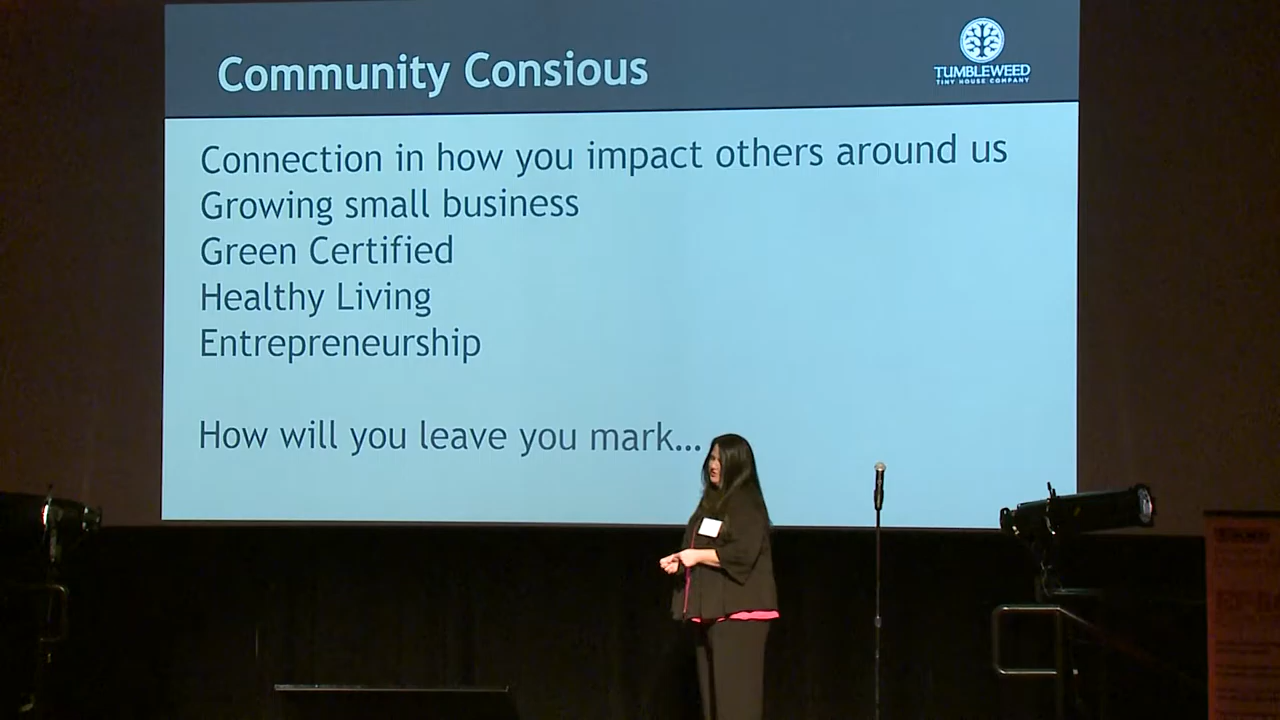 Community Consious
TUMBLEWEED
TINY HOUSE COMPANY
Connection in how you impact others around us
Growing small business
Green Certified
Healthy Living
Entrepreneurship
How will you leave you mark...